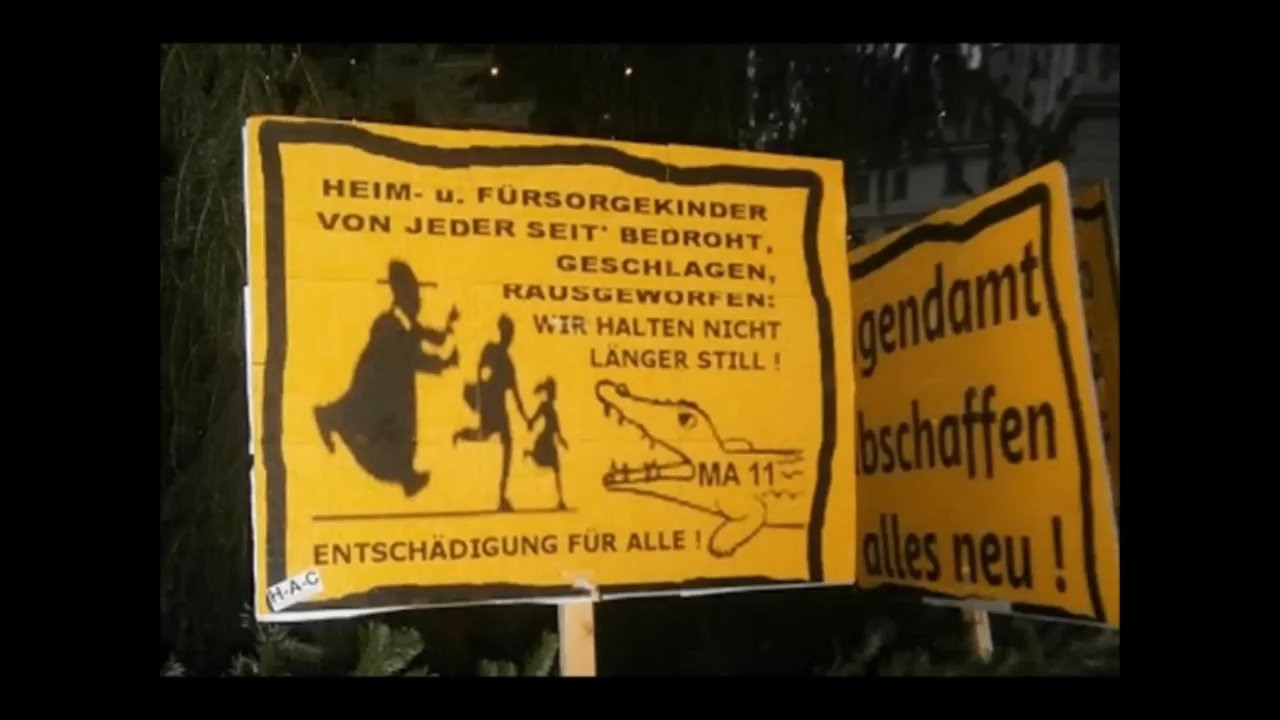 HEIM- u. FÜRSORGEKINDER
VON JEDER SEIT' BEDROHT,
GESCHLAGEN,
RAUSGEWORFEN:
WIR HALTEN NICHT
LÄNGER STILL !
MA 11
ENTSCHÄDIGUNG FÜR ALLE !
H-A-C
gendamt
bschaffen
alles neu !